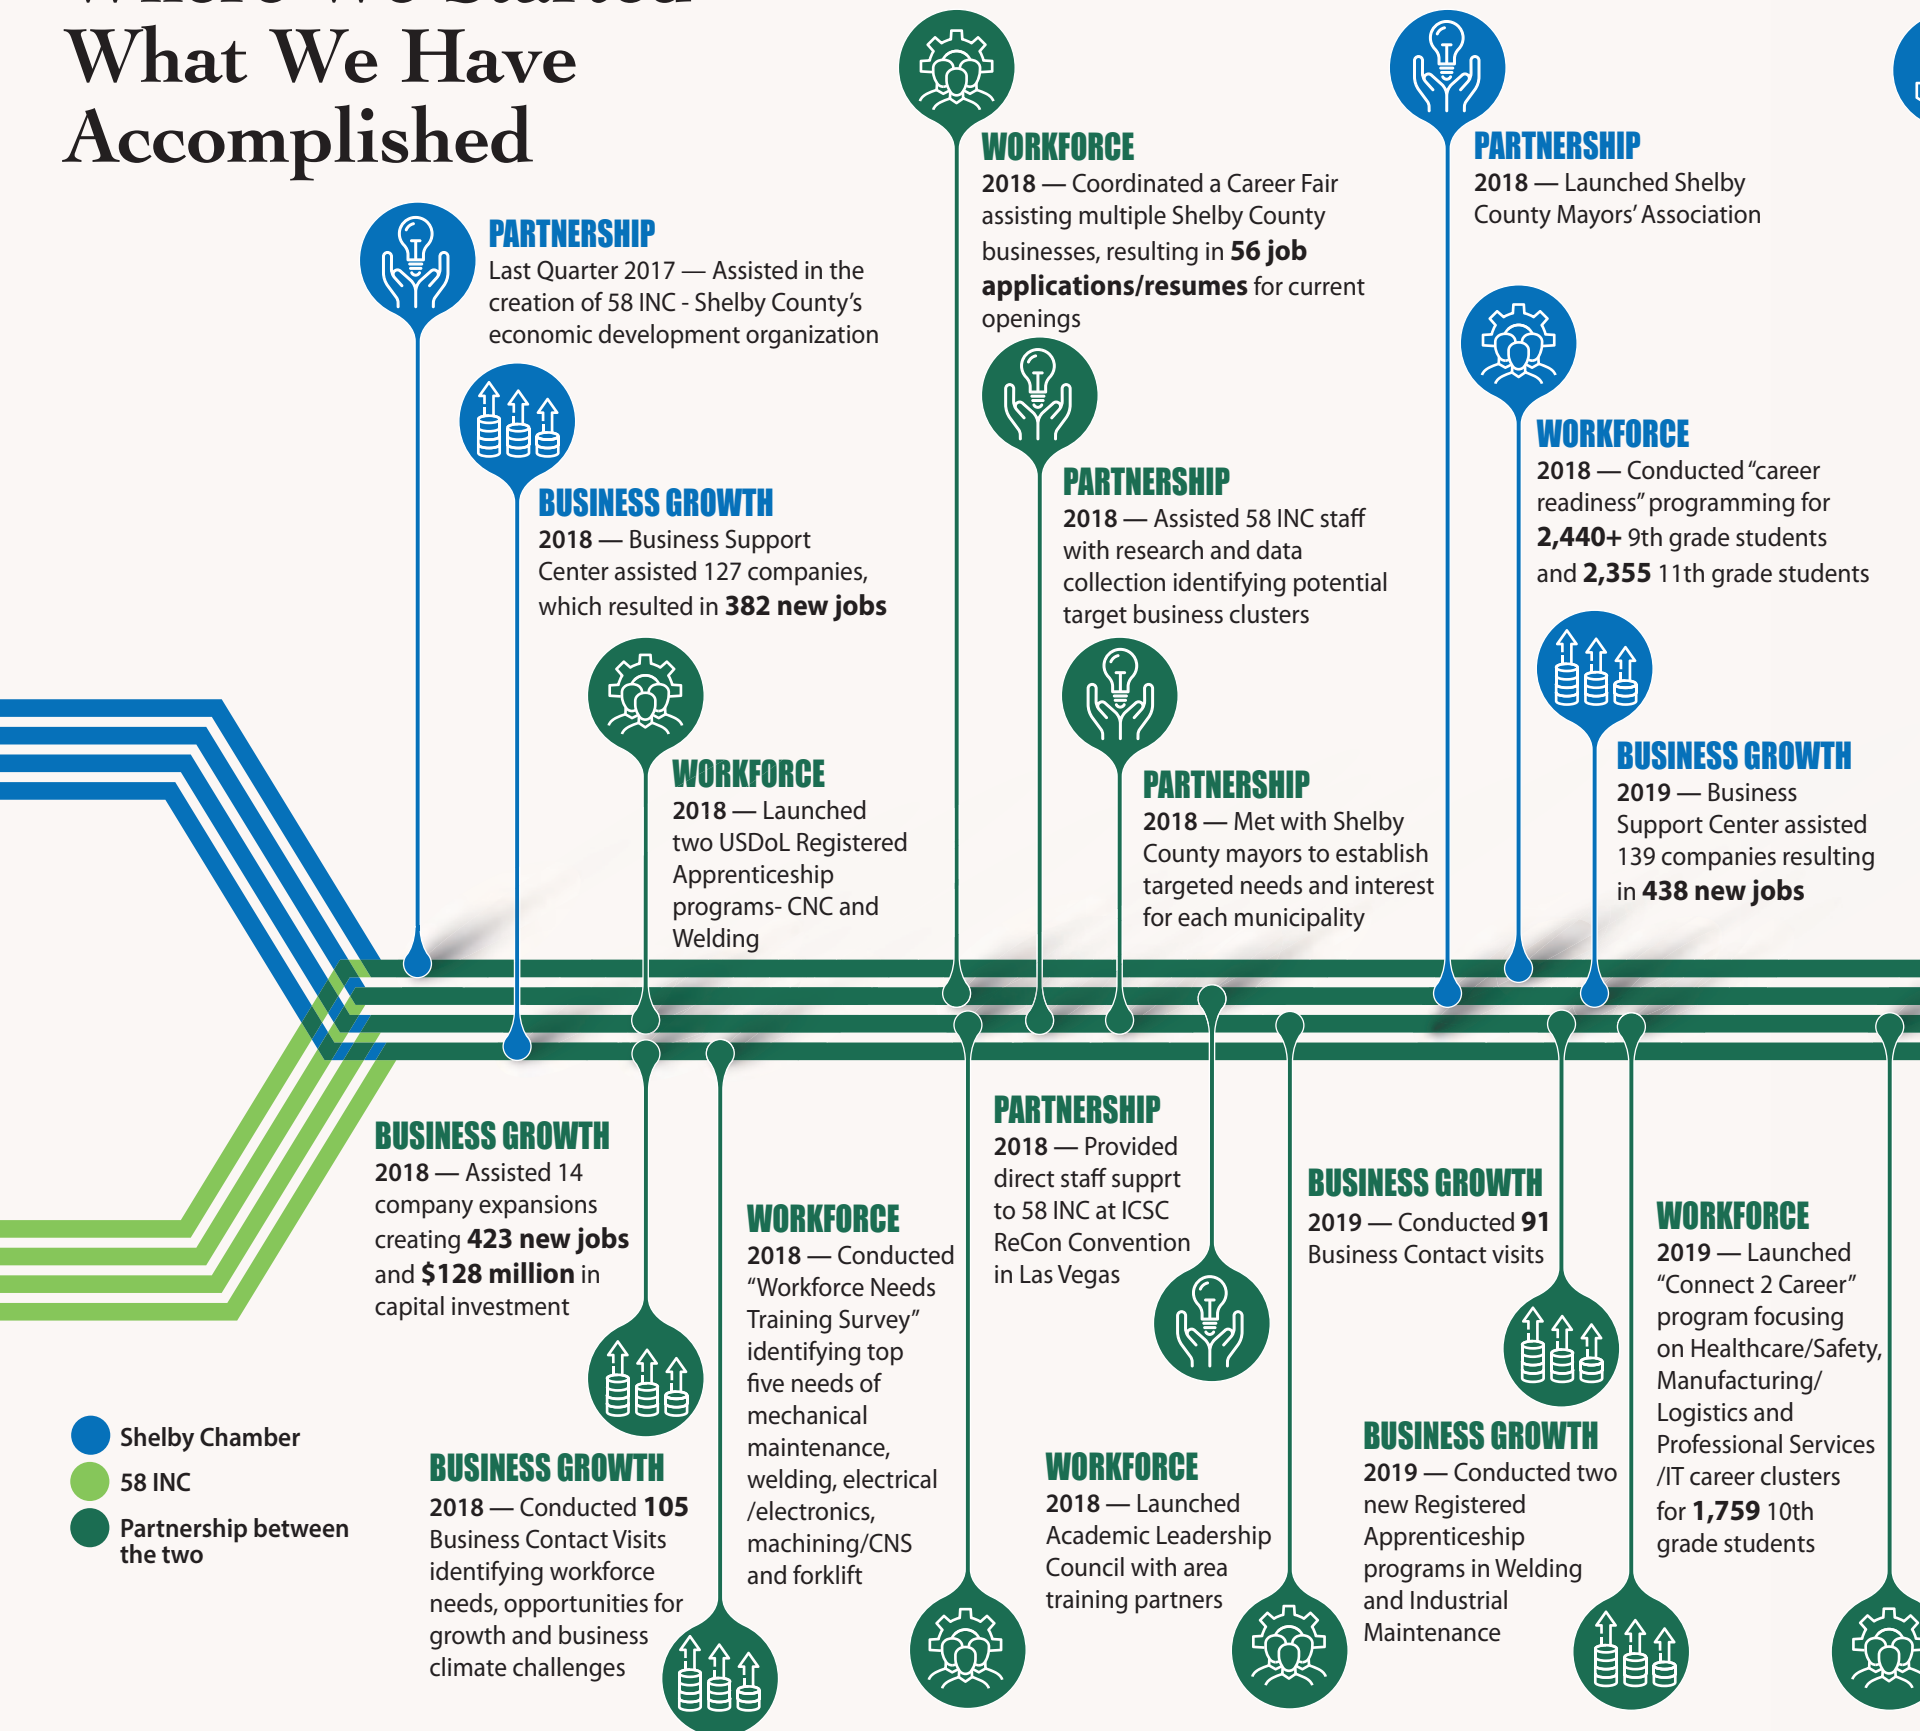 Where We Started
What We Have
Accomplished
PARTNERSHIP
Last Quarter 2017 — Assisted in the
creation of 58 INC - Shelby County's
economic development organization
BUSINESS GROWTH
2018 — Business Support
Center assisted 127 companies,
which resulted in 382 new jobs
WORKFORCE
2018 — Launched
two USDoL Registered
Apprenticeship
programs- CNC and
Welding
WORKFORCE
2018 — Coordinated a Career Fair
assisting multiple Shelby County
businesses, resulting in 56 job
applications/resumes for current
openings
PARTNERSHIP
2018 — Assisted 58 INC staff
with research and data
collection identifying potential
target business clusters
PARTNERSHIP
2018 — Met with Shelby
County mayors to establish
targeted needs and interest
for each municipality
PARTNERSHIP
2018 — Launched Shelby
County Mayors' Association
WORKFORCE
2018 — Conducted "career
readiness" programming for
2,440+ 9th grade students
and 2,355 11th grade students
BUSINESS GROWTH
2019 — Business
Support Center assisted
139 companies resulting
in 438 new jobs
BUSINESS GROWTH
2018 — Assisted 14
company expansions
creating 423 new jobs
and $128 million in
capital investment
BUSINESS GROWTH
2018 — Conducted 105
Business Contact Visits
identifying workforce
needs, opportunities for
growth and business
climate challenges
WORKFORCE
2018 — Conducted
"Workforce Needs
Training Survey"
identifying top
five needs of
mechanical
maintenance,
welding, electrical
/electronics,
machining/CNS
and forklift
PARTNERSHIP
2018 — Provided
direct staff supprt
to 58 INC at ICSC
ReCon Convention
in Las Vegas
WORKFORCE
2018 — Launched
Academic Leadership
Council with area
training partners
BUSINESS GROWTH
2019 — Conducted 91
Business Contact visits
BUSINESS GROWTH
2019 — Conducted two
new Registered
Apprenticeship
programs in Welding
and Industrial
Maintenance
WORKFORCE
2019 — Launched
"Connect 2 Career"
program focusing
on Healthcare/Safety,
Manufacturing/
Logistics and
Professional Services
/IT career clusters
for 1,759 10th
grade students
Shelby Chamber
58 INC
Partnership between
the two